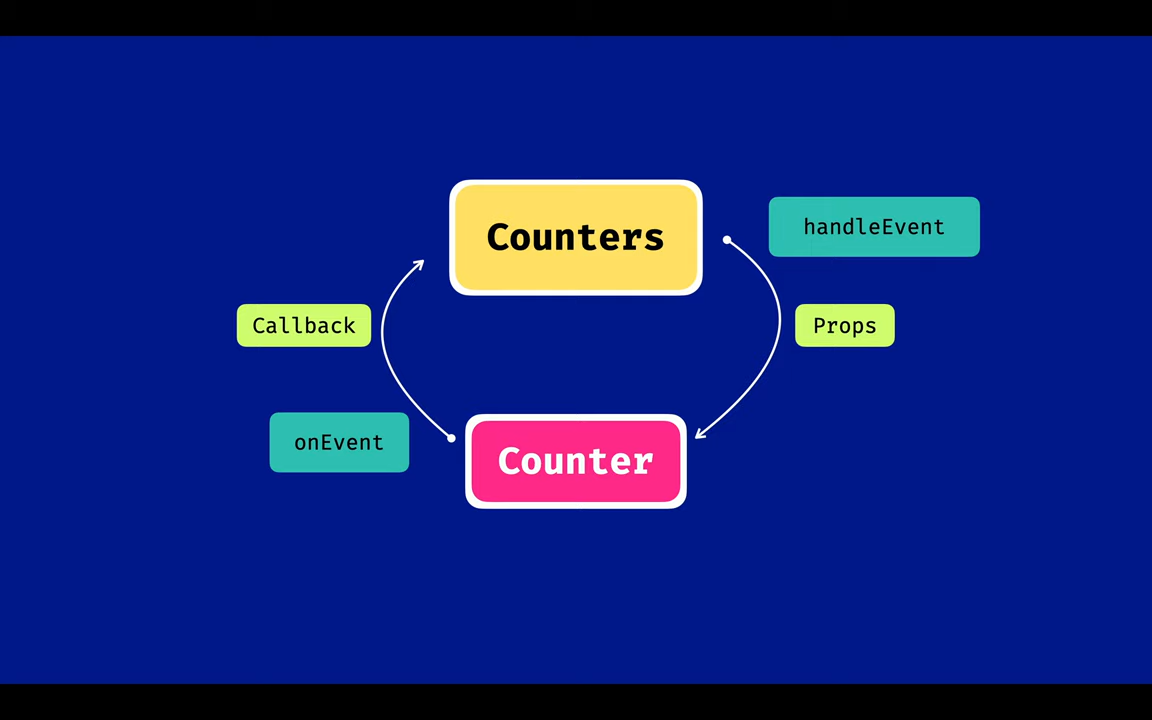 Counters
handleEvent
Callback
Props
onEvent
Counter